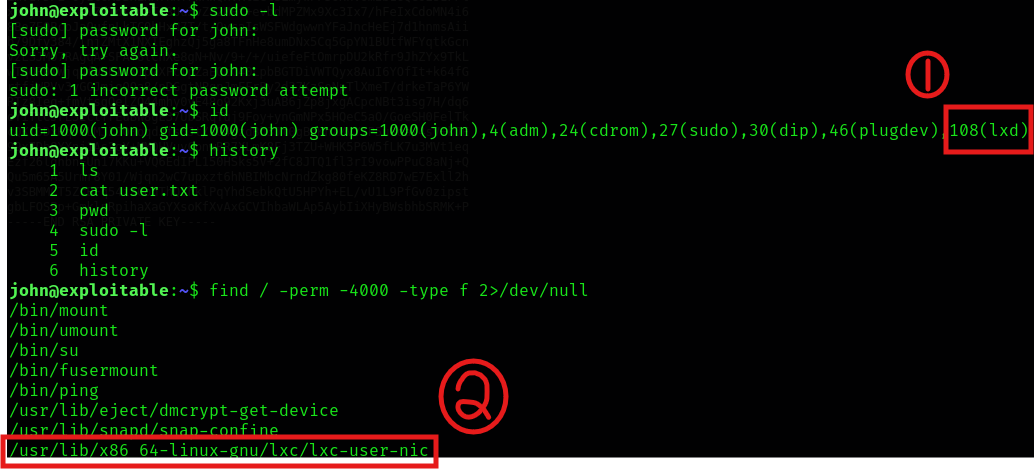 john@exploitable:~$ sudo -l
[sudo] password for john:
Sorry, try again.
[sudo] password for john:
sudo: 1 incorrect password attempt
1
john@exploitable:~$ id
uid=1000(john) gid=1000(john) groups=1000(john),4(adm),24(cdrom),27(sudo),30(dip),46(plugdev),108(lxd)
john@exploitable:~$ history
1 ls
2 cat user.txt
3 pwd
4 sudo -l
5 id
6 history
john@exploitable:~$ find / -perm -4000 -type f 2>/dev/null
/bin/mount
/bin/umount
/bin/su
/bin/fusermount
/bin/ping
2
/usr/lib/eject/dmcrypt-get-device
/usr/lib/snapd/snap-confine
/usr/lib/x86_64-linux-gnu/lxc/lxc-user-nic